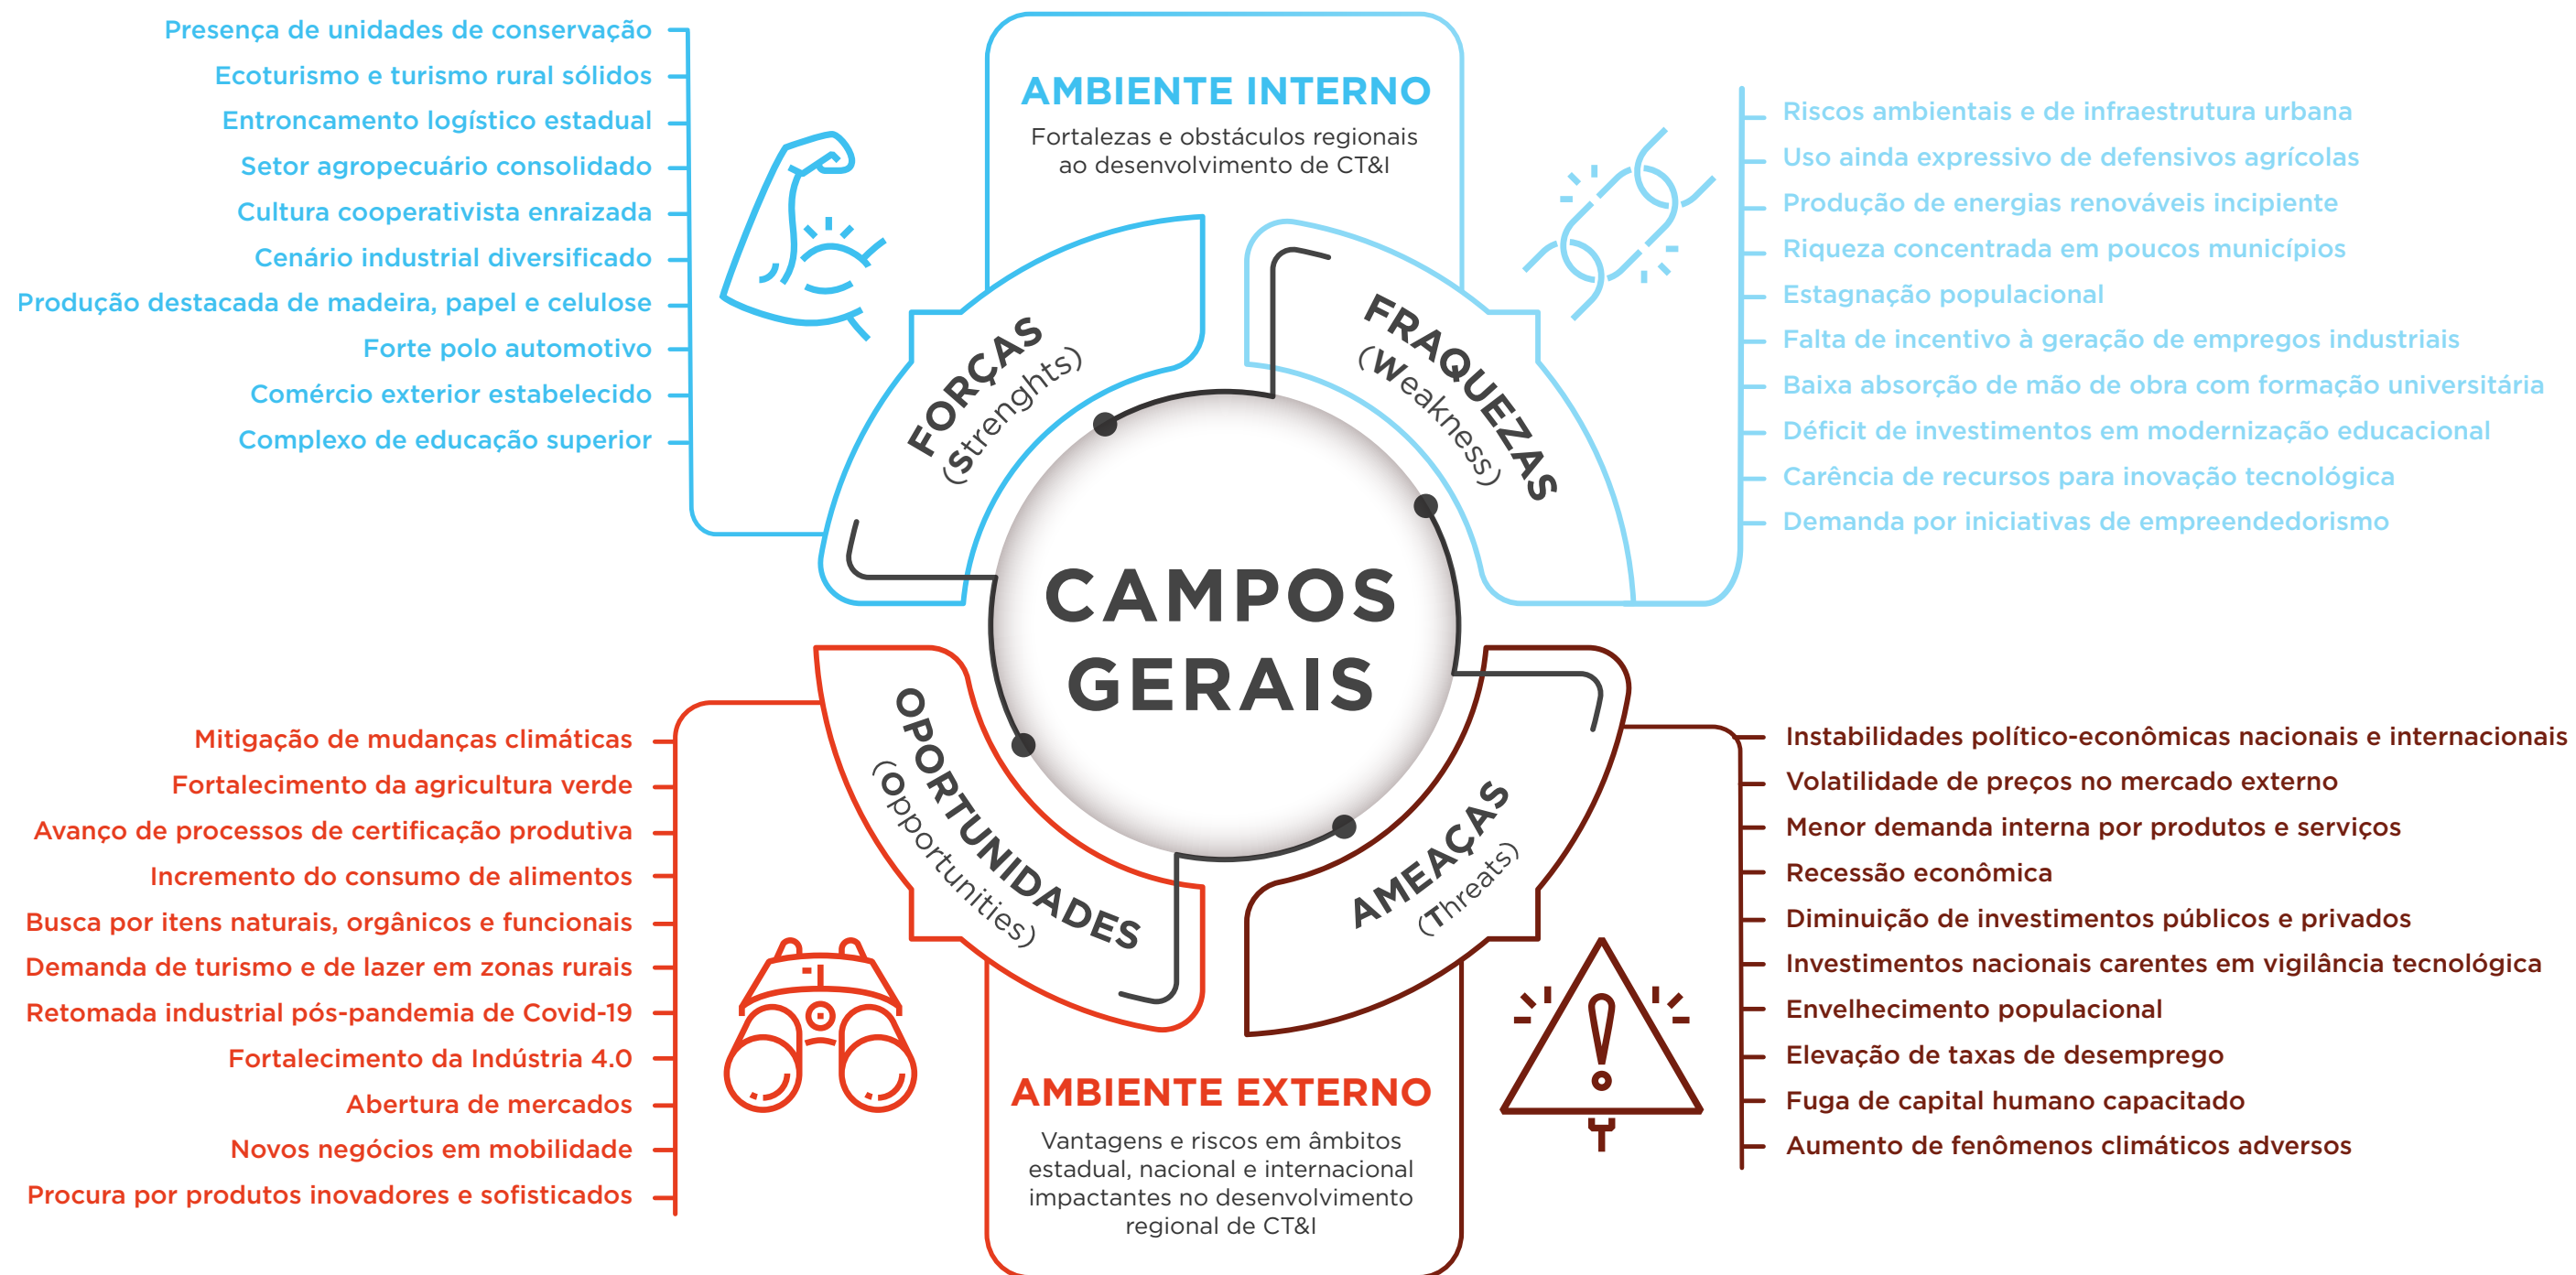 Presença de unidades de conservação
Ecoturismo e turismo rural sólidos
Entroncamento logístico estadual
Setor agropecuário consolidado
Cultura cooperativista enraizada
Cenário industrial diversificado
Produção destacada de madeira, papel e celulose
Forte polo automotivo
Comércio exterior estabelecido
Complexo de educação superior
AMBIENTE INTERNO
Fortalezas e obstáculos regionais
ao desenvolvimento de CT&I
FORÇAS
(Strenghts)
FRAQUEZAS
(Weakness)
Riscos ambientais e de infraestrutura urbana
Uso ainda expressivo de defensivos agrícolas
Produção de energias renováveis incipiente
Riqueza concentrada em poucos municípios
Estagnação populacional
Falta de incentivo à geração de empregos industriais
Baixa absorção de mão de obra com formação universitária
Déficit de investimentos em modernização educacional
Carência de recursos para inovação tecnológica
Demanda por iniciativas de empreendedorismo
CAMPOS
GERAIS
Mitigação de mudanças climáticas
Fortalecimento da agricultura verde
Avanço de processos de certificação produtiva
Incremento do consumo de alimentos
Busca por itens naturais, orgânicos e funcionais
Demanda de turismo e de lazer em zonas rurais
Retomada industrial pós-pandemia de Covid-19
Fortalecimento da Indústria 4.0
Abertura de mercados
Novos negócios em mobilidade
Procura por produtos inovadores e sofisticados
OPORTUNIDADES
(Opportunities)
AMEAÇAS
(Threats)
AMBIENTE EXTERNO
Vantagens e riscos em âmbitos
estadual, nacional e internacional
impactantes no desenvolvimento
regional de CT&I
Instabilidades político-econômicas nacionais e internacionais
Volatilidade de preços no mercado externo
Menor demanda interna por produtos e serviços
Recessão econômica
Diminuição de investimentos públicos e privados
Investimentos nacionais carentes em vigilância tecnológica
Envelhecimento populacional
Elevação de taxas de desemprego
Fuga de capital humano capacitado
Aumento de fenômenos climáticos adversos